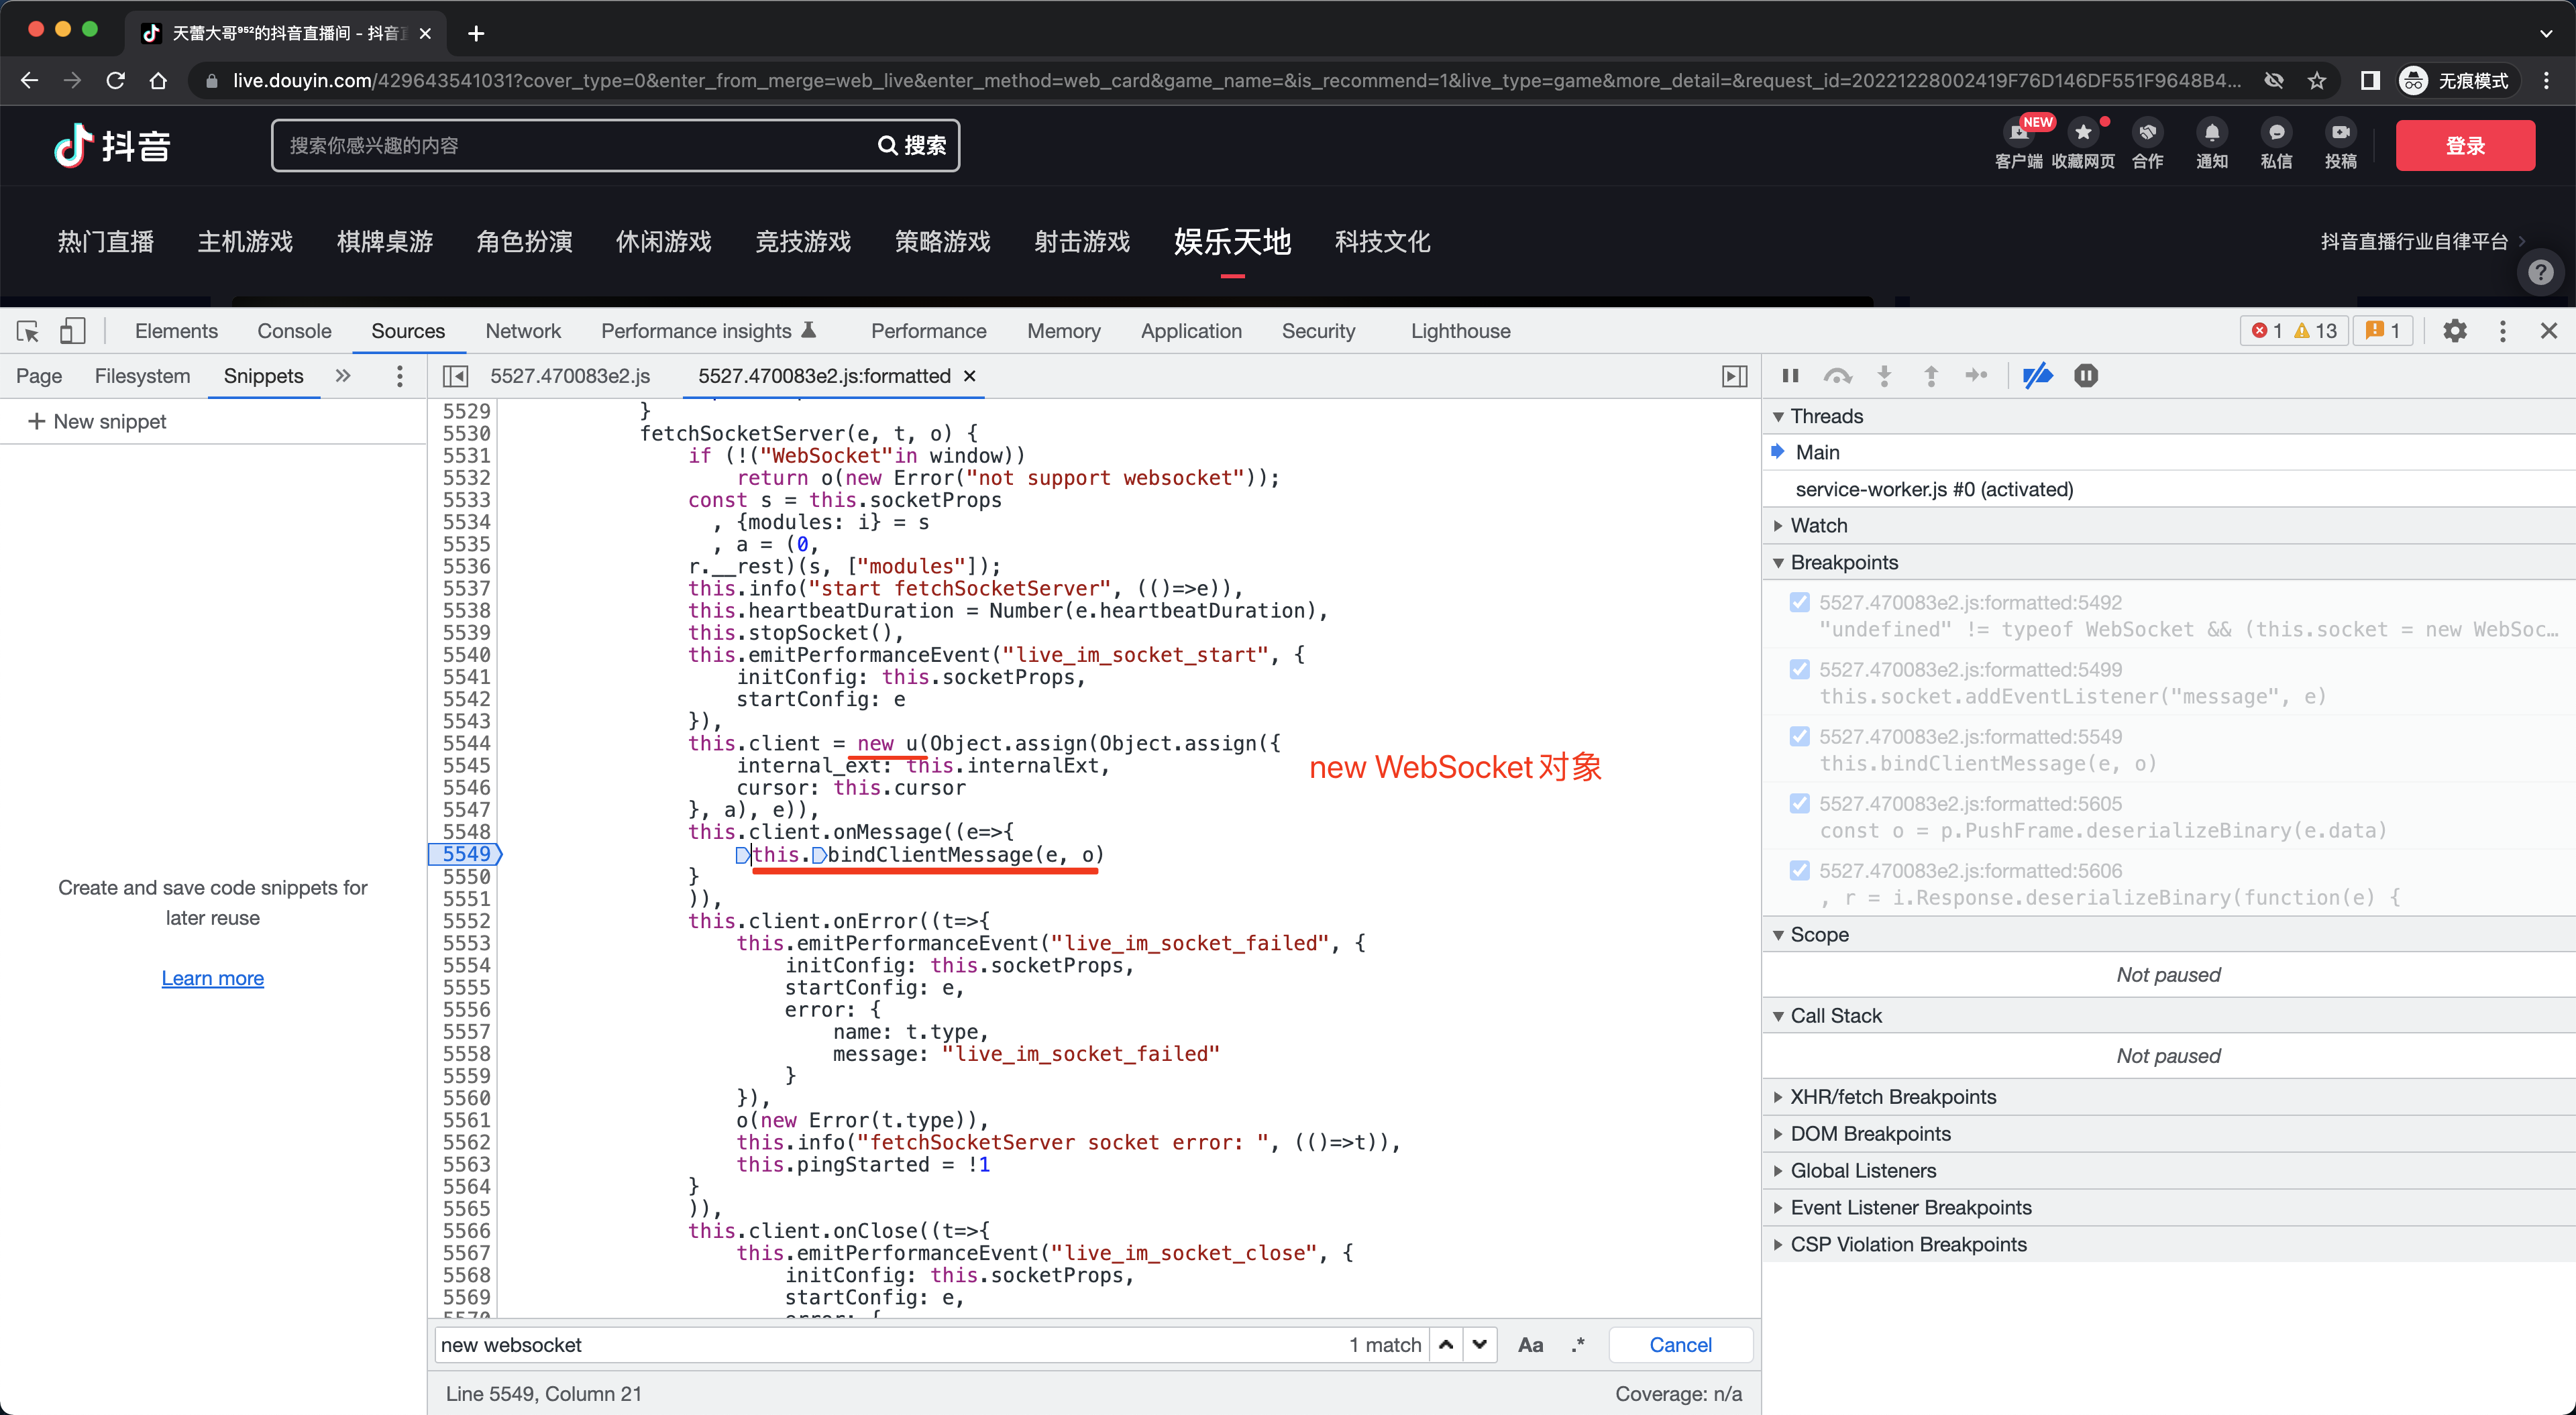 天蕾大哥⁹⁵²的抖音直播间 - 抖音
live.douyin.com/429643541031?cover_type=0&enter_from_merge=web_live&enter_method=web_card&game_name=&is_recommend=1&live_type=game&more_detail=&request_id=20221228002419F76D146DF551F9648B4...
无痕模式
抖音
搜索你感兴趣的内容
搜索
NEW
客户端 收藏网页 合作 通知 私信 投稿
登录
热门直播 主机游戏 棋牌桌游 角色扮演 休闲游戏 竞技游戏 策略游戏 射击游戏 娱乐天地 科技文化
抖音直播行业自律平台
Elements Console Sources Network Performance insights Performance Memory Application Security Lighthouse
1 13 1
Page Filesystem Snippets
5527.470083e2.js 5527.470083e2.js:formatted
+ New snippet
Create and save code snippets for
later reuse
Learn more
5529 }
5530 fetchSocketServer(e, t, o) {
5531 if (!("WebSocket"in window))
5532 return o(new Error("not support websocket"));
5533 const s = this.socketProps
5534 , {modules: i} = s
5535 , a = (0,
5536 r.__rest)(s, ["modules"]);
5537 this.info("start fetchSocketServer", (()=>e)),
5538 this.heartbeatDuration = Number(e.heartbeatDuration),
5539 this.stopSocket(),
5540 this.emitPerformanceEvent("live_im_socket_start", {
5541 initConfig: this.socketProps,
5542 startConfig: e
5543 }),
5544 this.client = new u(Object.assign(Object.assign({
5545 internal_ext: this.internalExt,
new WebSocket对象
5546 cursor: this.cursor
5547 }, a), e)),
5548 this.client.onMessage((e=>{
5549 this.bindClientMessage(e, o)
5550 }
5551 )),
5552 this.client.onError((t=>{
5553 this.emitPerformanceEvent("live_im_socket_failed", {
5554 initConfig: this.socketProps,
5555 startConfig: e,
5556 error: {
5557 name: t.type,
5558 message: "live_im_socket_failed"
5559 }
5560 }),
5561 o(new Error(t.type)),
5562 this.info("fetchSocketServer socket error: ", (()=>t)),
5563 this.pingStarted = !1
5564 }
5565 )),
5566 this.client.onClose((t=>{
5567 this.emitPerformanceEvent("live_im_socket_close", {
5568 initConfig: this.socketProps,
5569 startConfig: e,
5570 error: {
new websocket
1 match
Aa .* Cancel
Line 5549, Column 21
Coverage: n/a
Threads
Main
service-worker.js #0 (activated)
Watch
Breakpoints
5527.470083e2.js:formatted:5492
"undefined" != typeof WebSocket && (this.socket = new WebSoc…
5527.470083e2.js:formatted:5499
this.socket.addEventListener("message", e)
5527.470083e2.js:formatted:5549
this.bindClientMessage(e, o)
5527.470083e2.js:formatted:5605
const o = p.PushFrame.deserializeBinary(e.data)
5527.470083e2.js:formatted:5606
, r = i.Response.deserializeBinary(function(e) {
Scope
Not paused
Call Stack
Not paused
XHR/fetch Breakpoints
DOM Breakpoints
Global Listeners
Event Listener Breakpoints
CSP Violation Breakpoints